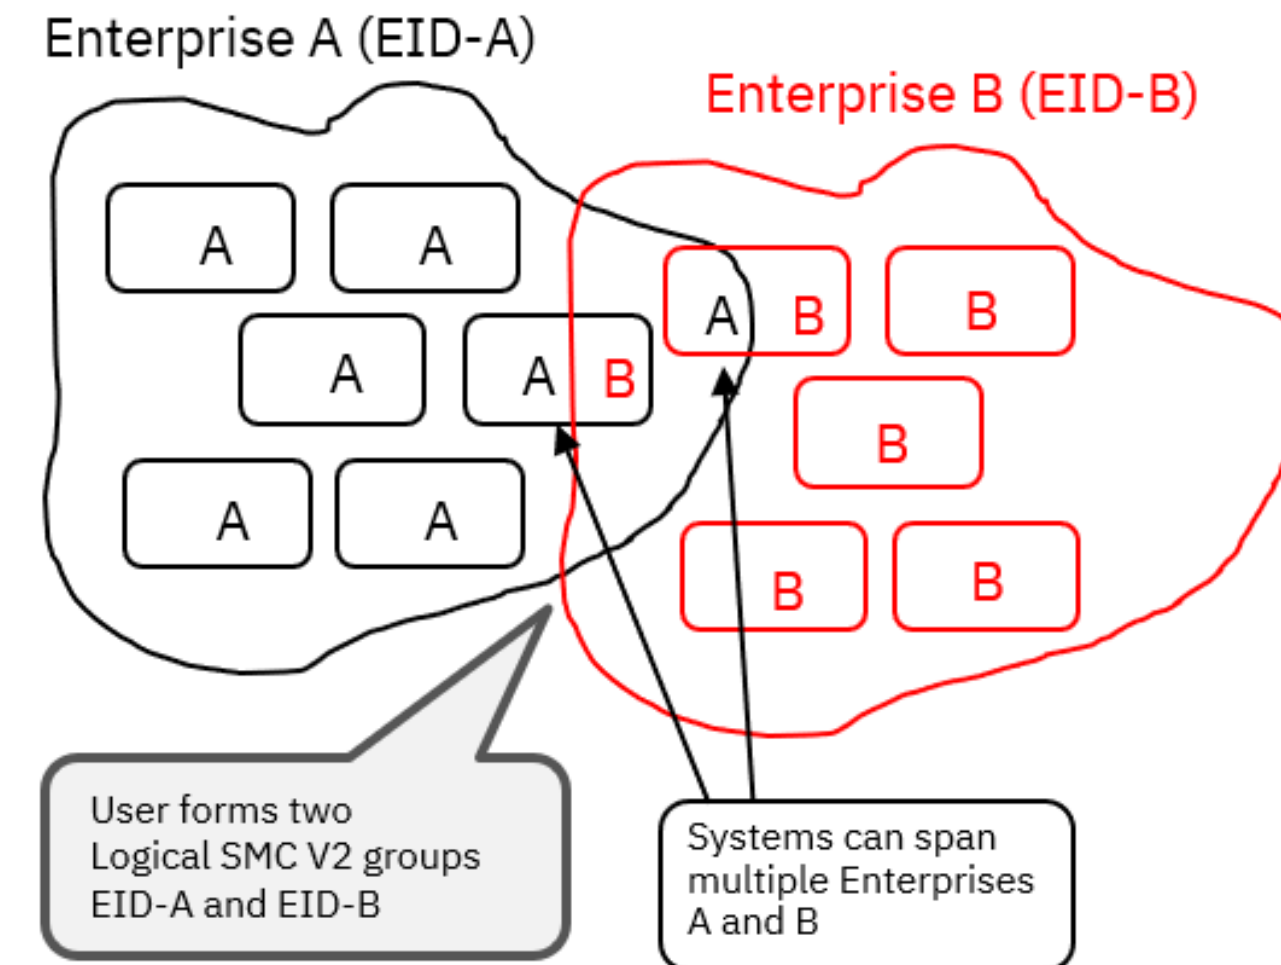 Enterprise A (EID-A)
Enterprise B (EID-B)
A
A
A B
B
A
A B
B
A
A
B
B
User forms two
Logical SMC V2 groups
EID-A and EID-B
Systems can span
multiple Enterprises
A and B